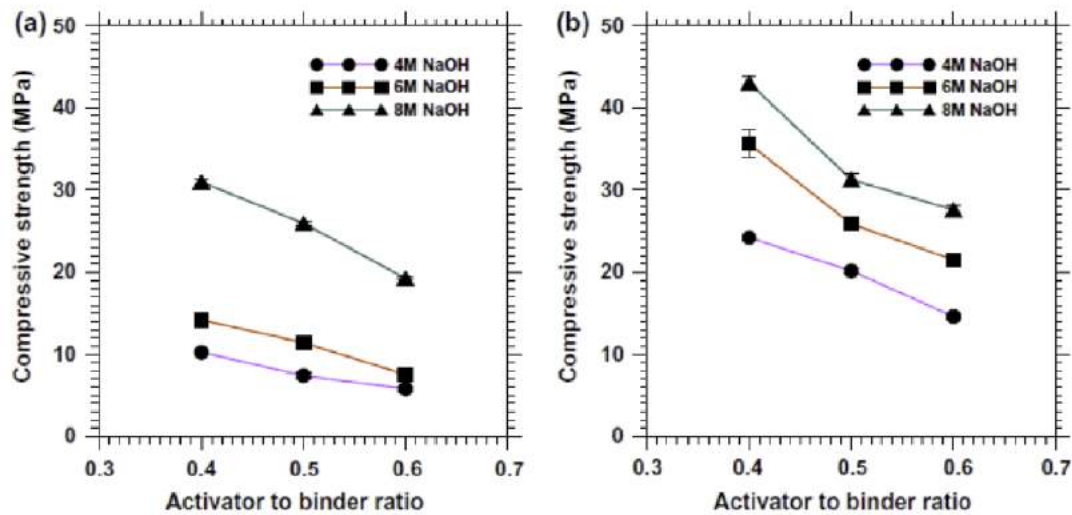 (a)
50
40
30
20
10
0
Compressive strength (MPa)
4M NaOH
6M NaOH
8M NaOH
0.3 0.4 0.5 0.6 0.7
Activator to binder ratio
(b)
50
40
30
20
10
0
Compressive strength (MPa)
4M NaOH
6M NaOH
8M NaOH
0.3 0.4 0.5 0.6 0.7
Activator to binder ratio